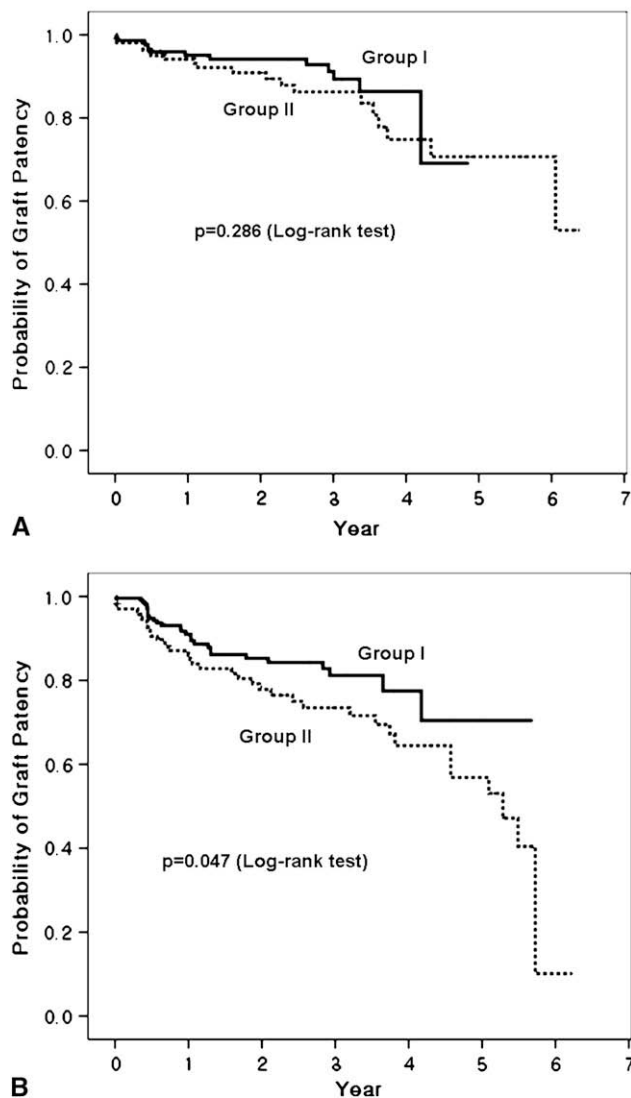 1.0
0.8
0.6
0.4
0.2
0.0
Probability of Graft Patency
Group I
Group II
p=0.286 (Log-rank test)
0 1 2 3 4 5 6 7
Year
A
1.0
0.8
0.6
0.4
0.2
0.0
Probability of Graft Patency
Group I
Group II
p=0.047 (Log-rank test)
0 1 2 3 4 5 6 7
Year
B